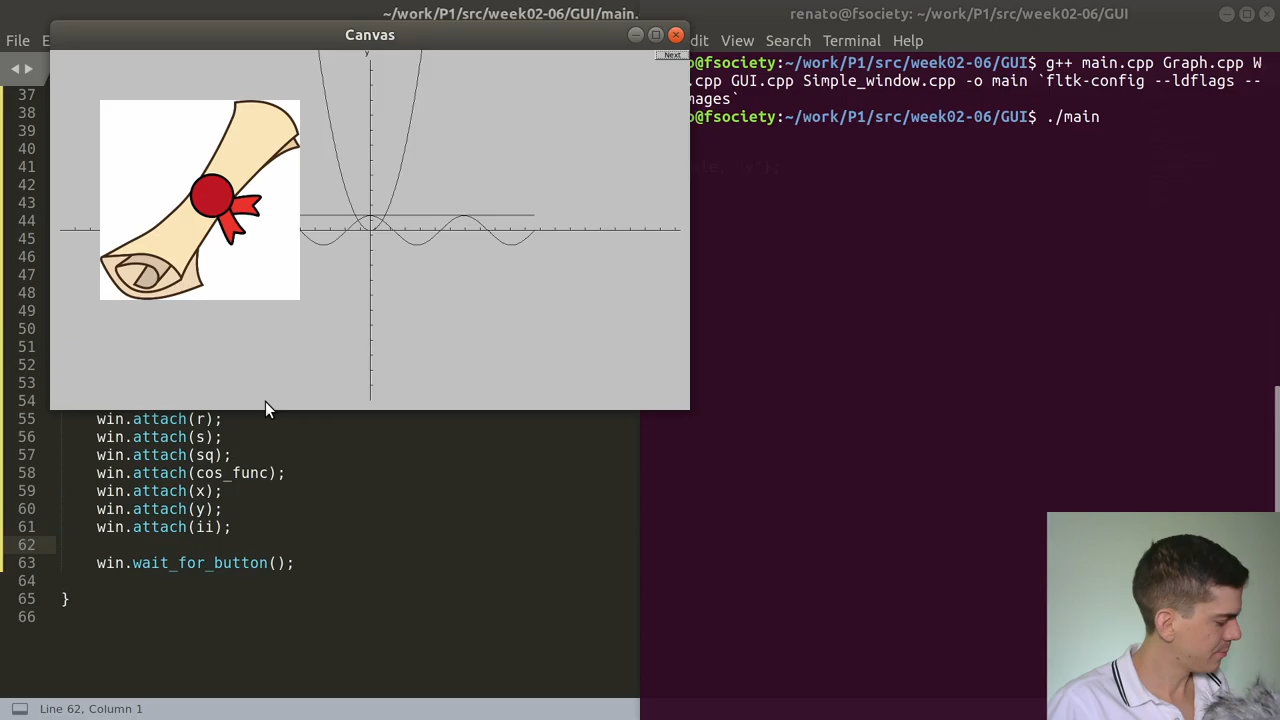 ~/work/P1/src/week02-06/GUI/main.
renato@fsociety: ~/work/P1/src/week02-06/GUI
Canvas
File
dit View Search Terminal Help
y
Next
37
38
39
40
41
42
43
44
45
46
47
48
49
50
51
52
53
54
55 win.attach(r);
56 win.attach(s);
57 win.attach(sq);
58 win.attach(cos_func);
59 win.attach(x);
60 win.attach(y);
61 win.attach(ii);
62
63 win.wait_for_button();
64
65 }
66
Line 62, Column 1
o@fsociety:~/work/P1/src/week02-06/GUI$ g++ main.cpp Graph.cpp W
.cpp GUI.cpp Simple_window.cpp -o main `fltk-config --ldflags --
mages`
o@fsociety:~/work/P1/src/week02-06/GUI$ ./main